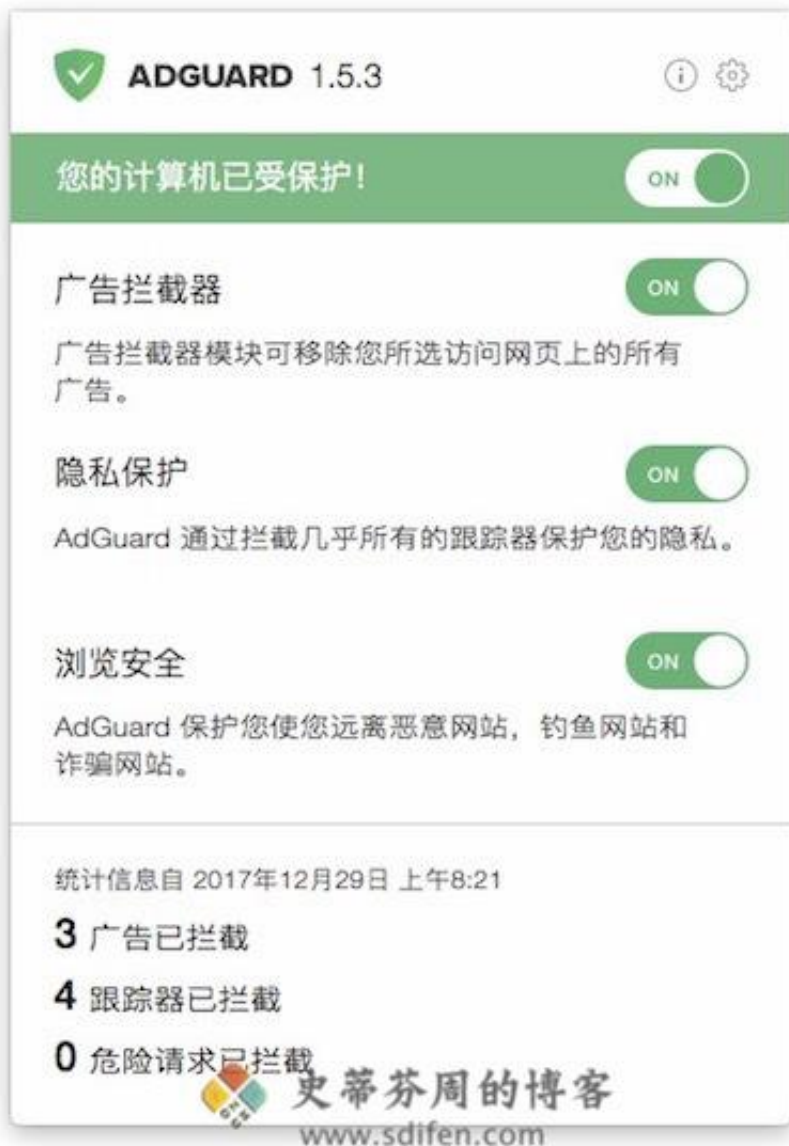 ADGUARD 1.5.3
您的计算机已受保护！
ON
广告拦截器
ON
广告拦截器模块可移除您所选访问网页上的所有
广告。
隐私保护
ON
AdGuard 通过拦截几乎所有的跟踪器保护您的隐私。
浏览安全
ON
AdGuard 保护您使您远离恶意网站，钓鱼网站和
诈骗网站。
统计信息自 2017年12月29日 上午8:21
3 广告已拦截
4 跟踪器已拦截
0 危险请求已拦截
史蒂芬周的博客
www.sdifen.com